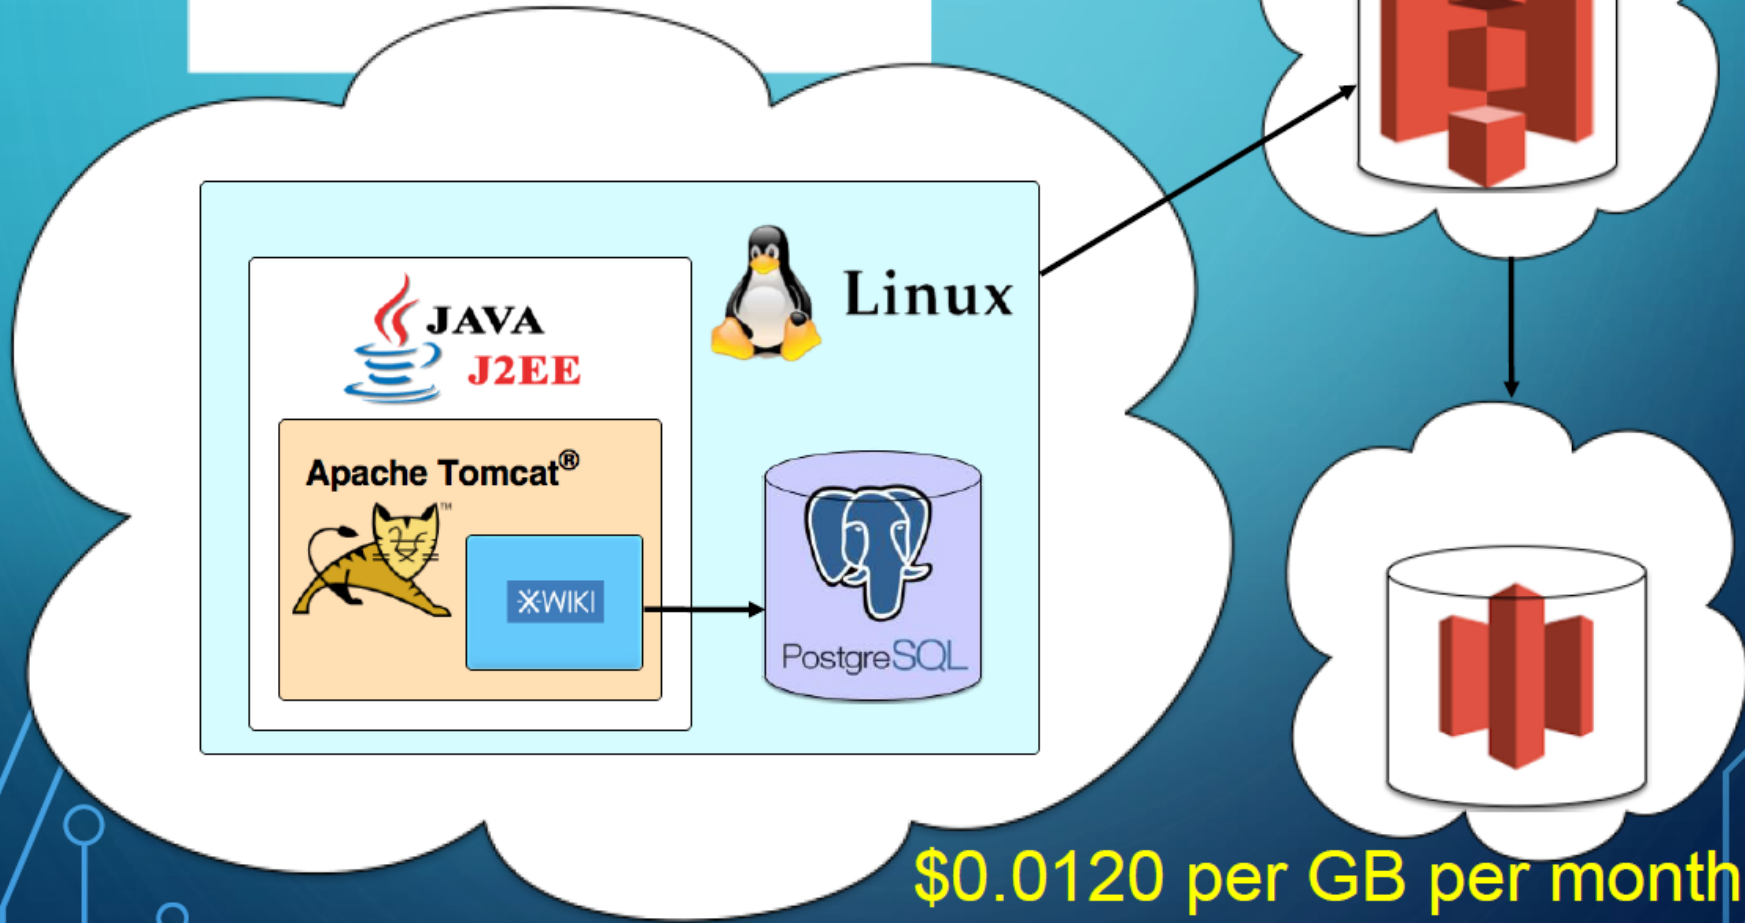 Linux
JAVA
J2EE
Apache Tomcat®
TM
XWIKI
PostgreSQL
$0.0120 per GB per month